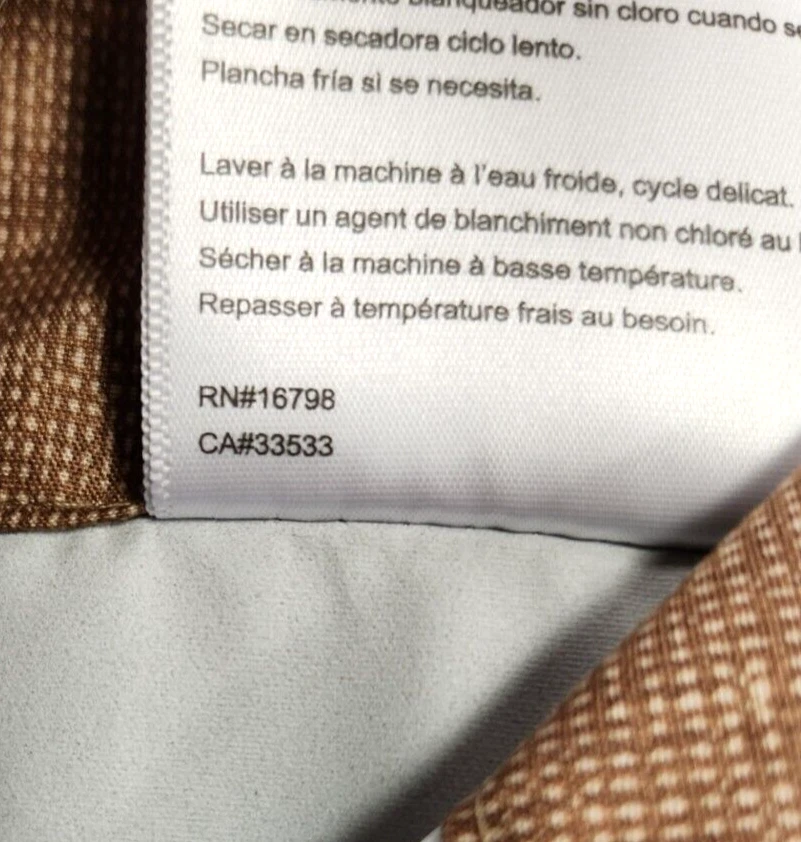 blanqueador sin cloro cuando
Secar en secadora ciclo lento.
Plancha fría si se necesita.
Laver à la machine à l'eau froide, cycle delicat.
Utiliser un agent de blanchiment non chloré au
Sécher à la machine à basse température.
Repasser à température frais au besoin.
RN#16798
CA#33533